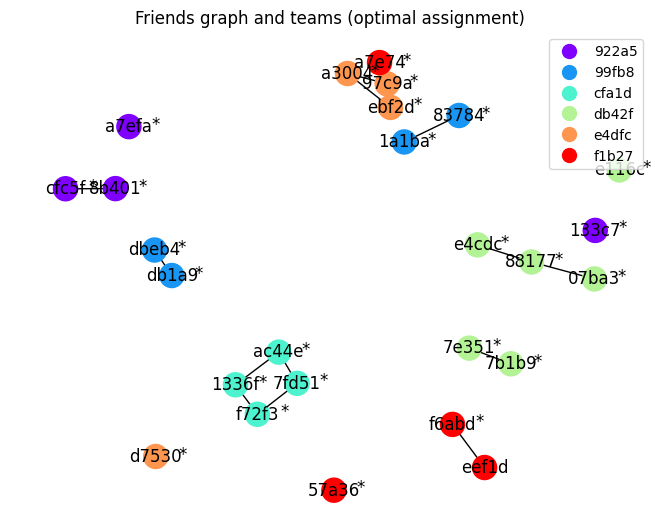 Friends graph and teams (optimal assignment)
922a5
99fb8
cfa1d
db42f
e4dfc
f1b27
a7e74*
a3004*
97c9a*
ebf2d*
83784*
1a1ba*
a7efa*
e116c*
cfc5f*
8b401*
133c7*
e4cdc*
88177*
07ba3*
dbeb4*
db1a9*
7e351*
7b1b9*
ac44e*
1336f*
7fd51*
f72f3*
f6abd*
eef1d
d7530*
57a36*